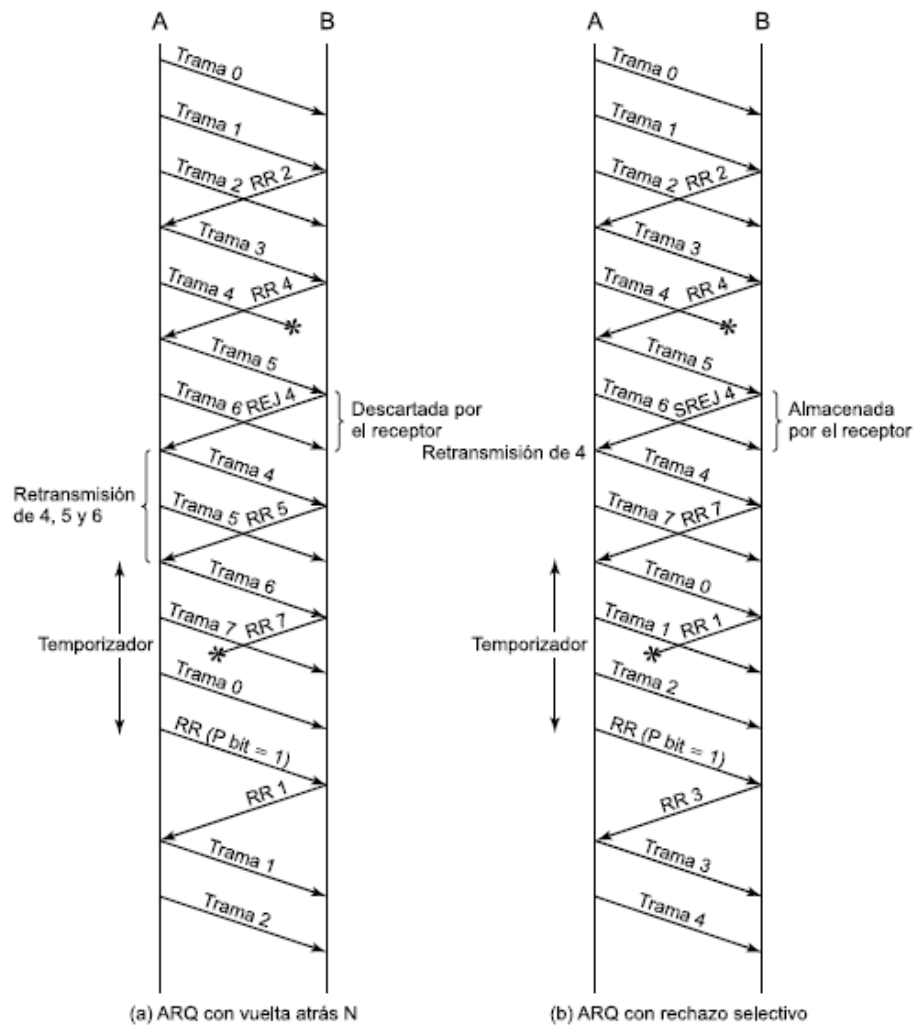 A
B
Trama 0
Trama 1
Trama 2
RR 2
Trama 3
Trama 4
RR 4
*
Trama 5
Trama 6
REJ 4
Descartada por
el receptor
Trama 4
Retransmisión
de 4, 5 y 6
Trama 5
RR 5
Trama 6
Temporizador
Trama 7
RR 7
*
Trama 0
RR (P bit = 1)
RR 1
Trama 1
Trama 2
(a) ARQ con vuelta atrás N
A
B
Trama 0
Trama 1
Trama 2
RR 2
Trama 3
Trama 4
RR 4
*
Trama 5
Trama 6
SREJ 4
Almacenada
por el receptor
Retransmisión de 4
Trama 4
Trama 7
RR 7
Trama 0
Temporizador
Trama 1
RR 1
*
Trama 2
RR (P bit = 1)
RR 3
Trama 3
Trama 4
(b) ARQ con rechazo selectivo